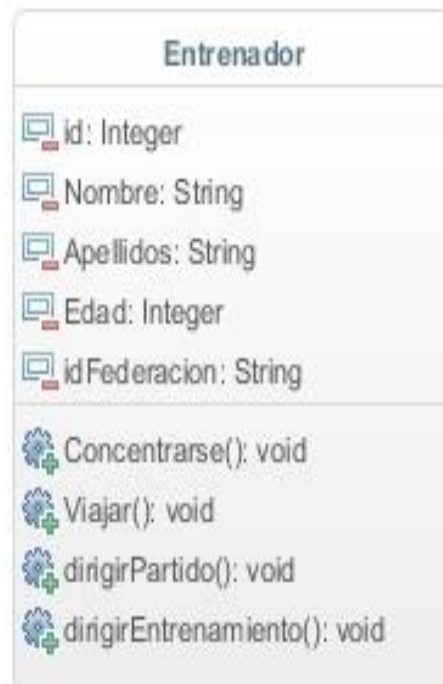 Entrenador
id: Integer
Nombre: String
Apellidos: String
Edad: Integer
idFederacion: String
Concentrarse(): void
Viajar(): void
dirigirPartido(): void
dirigirEntrenamiento(): void